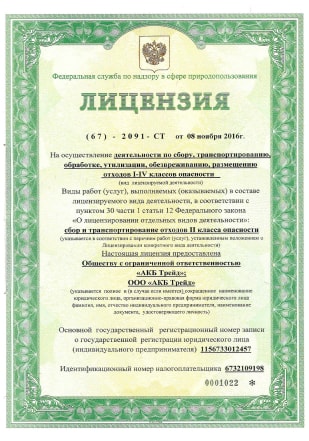 Федеральная служба по надзору в сфере природопользования
ЛИЦЕНЗИЯ
(67) - 2091-СТ от 08 ноября 2016г.
На осуществление деятельности по сбору, транспортированию,
обработке, утилизации, обезвреживанию, размещению
отходов I-IV классов опасности
(вид лицензируемой деятельности)
Виды работ (услуг), выполняемых (оказываемых) в составе
лицензируемого вида деятельности, в соответствии с
пунктом 30 части 1 статьи 12 Федерального закона
«О лицензировании отдельных видов деятельности»:
сбор и транспортирование отходов II класса опасности
(указывается в соответствии с перечнем работ (услуг), установленным положением о
Лицензировании конкретного вида деятельности)
Настоящая лицензия предоставлена
Обществу с ограниченной ответственностью
«АКБ Трейд»;
ООО «АКБ Трейд»
(указывается полное и (в случае если имеется) сокращенное наименование
юридического лица, организационно-правовая форма юридического лица
фамилия, имя, отчество индивидуального предпринимателя, наименование
документа, удостоверяющего личность)
Основной государственный регистрационный номер записи
о государственной регистрации юридического лица
(индивидуального предпринимателя) 1156733012457
Идентификационный номер налогоплательщика 6732109198
0001022 *